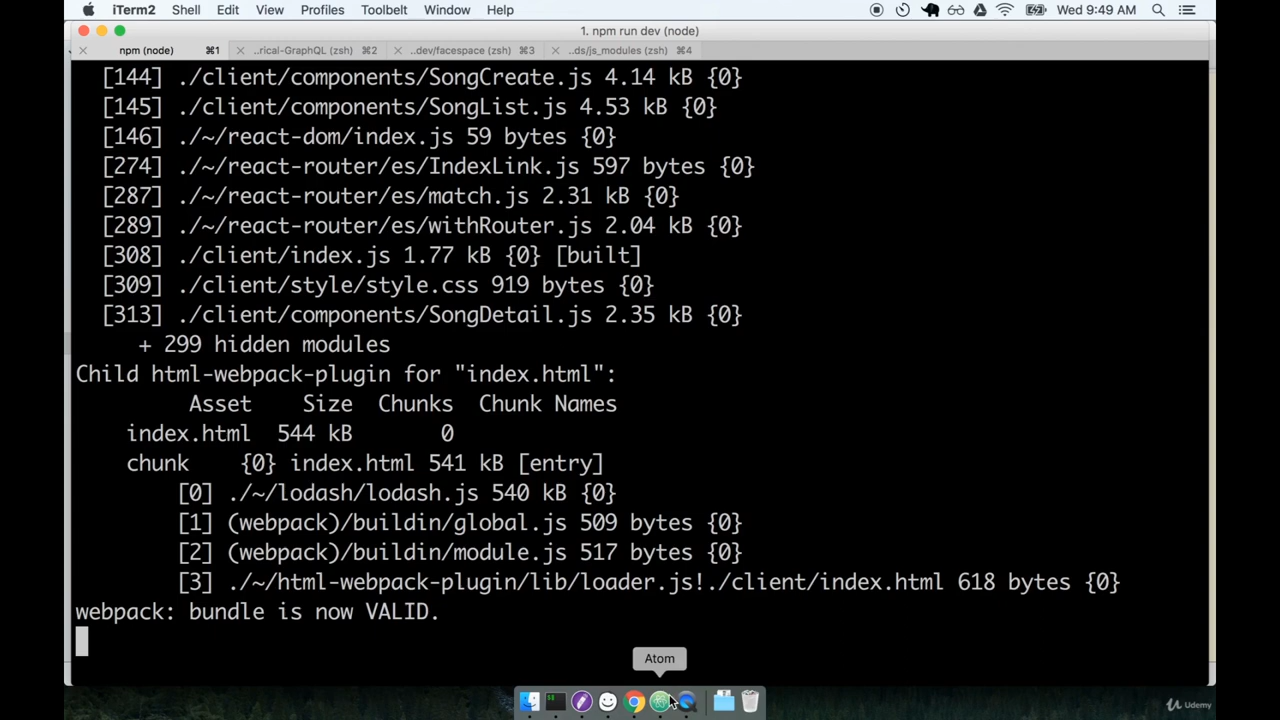 iTerm2 Shell Edit View Profiles Toolbelt Window Help Wed 9:49 AM
1. npm run dev (node)
npm (node) ⌘1 ..rical-GraphQL (zsh) ⌘2 ..dev/facespace (zsh) ⌘3 ..ds/js_modules (zsh) ⌘4
[144] ./client/components/SongCreate.js 4.14 kB {0}
[145] ./client/components/SongList.js 4.53 kB {0}
[146] ./~/react-dom/index.js 59 bytes {0}
[274] ./~/react-router/es/IndexLink.js 597 bytes {0}
[287] ./~/react-router/es/match.js 2.31 kB {0}
[289] ./~/react-router/es/withRouter.js 2.04 kB {0}
[308] ./client/index.js 1.77 kB {0} [built]
[309] ./client/style/style.css 919 bytes {0}
[313] ./client/components/SongDetail.js 2.35 kB {0}
+ 299 hidden modules
Child html-webpack-plugin for "index.html":
Asset Size Chunks Chunk Names
index.html 544 kB 0
chunk {0} index.html 541 kB [entry]
[0] ./~/lodash/lodash.js 540 kB {0}
[1] (webpack)/buildin/global.js 509 bytes {0}
[2] (webpack)/buildin/module.js 517 bytes {0}
[3] ./~/html-webpack-plugin/lib/loader.js!./client/index.html 618 bytes {0}
webpack: bundle is now VALID.
Atom
Udemy